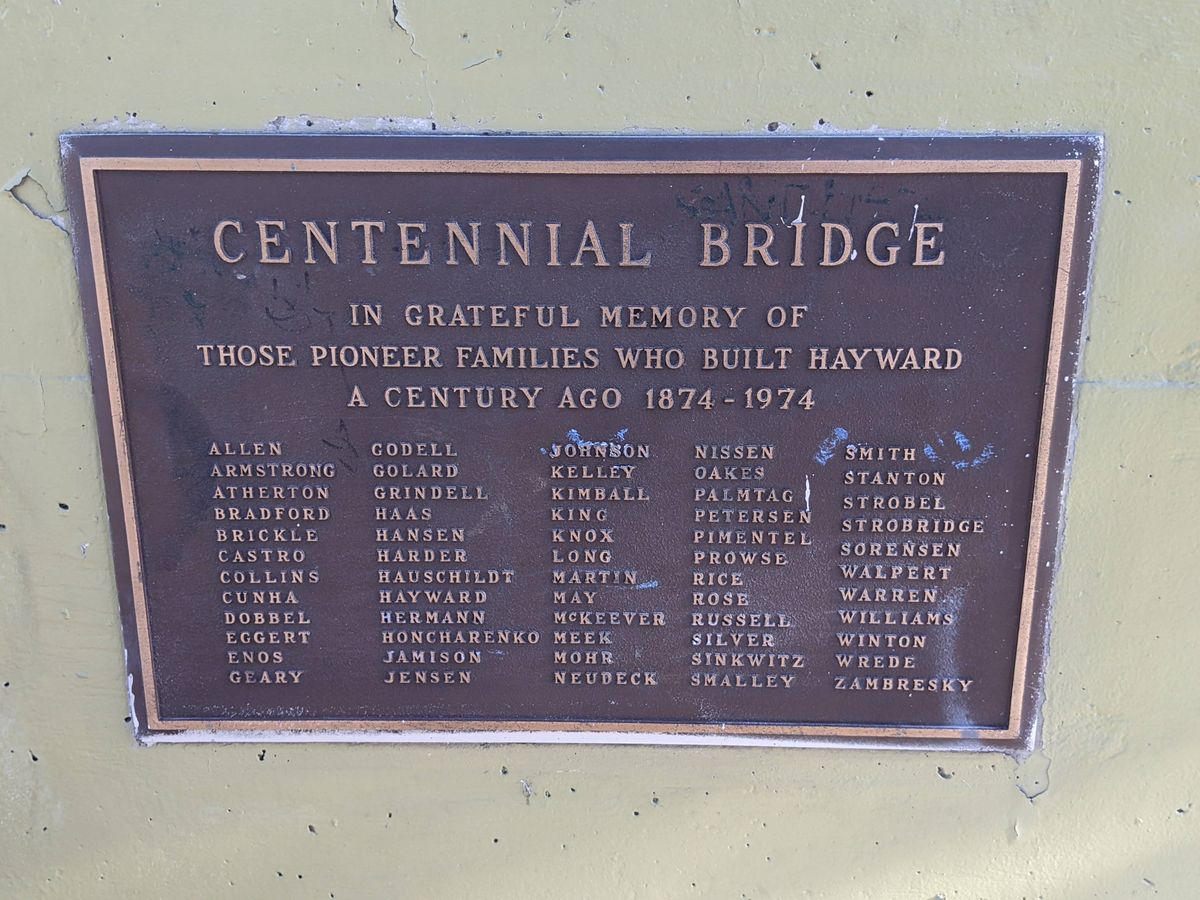 CENTENNIAL BRIDGE
IN GRATEFUL MEMORY OF
THOSE PIONEER FAMILIES WHO BUILT HAYWARD
A CENTURY AGO 1874-1974
ALLEN
ARMSTRONG
ATHERTON
BRADFORD
BRICKLE
CASTRO
COLLINS
CUNHA
DOBBEL
EGGERT
ENOS
GEARY
GODELL
GOLARD
GRINDELL
HAAS
HANSEN
HARDER
HAUSCHILDT
HAYWARD
HERMANN
HONCHARENKO
JAMISON
JENSEN
JOHNSON
KELLEY
KIMBALL
KING
KNOX
LONG
MARTIN
MAY
McKEEVER
MEEK
MOHR
NEUDECK
NISSEN
OAKES
PALMTAG
PETERSEN
PIMENTEL
PROWSE
RICE
ROSE
RUSSELL
SILVER
SINKWITZ
SMALLEY
SMITH
STANTON
STROBEL
STROBRIDGE
SORENSEN
WALPERT
WARREN
WILLIAMS
WINTON
WREDE
ZAMBRESKY